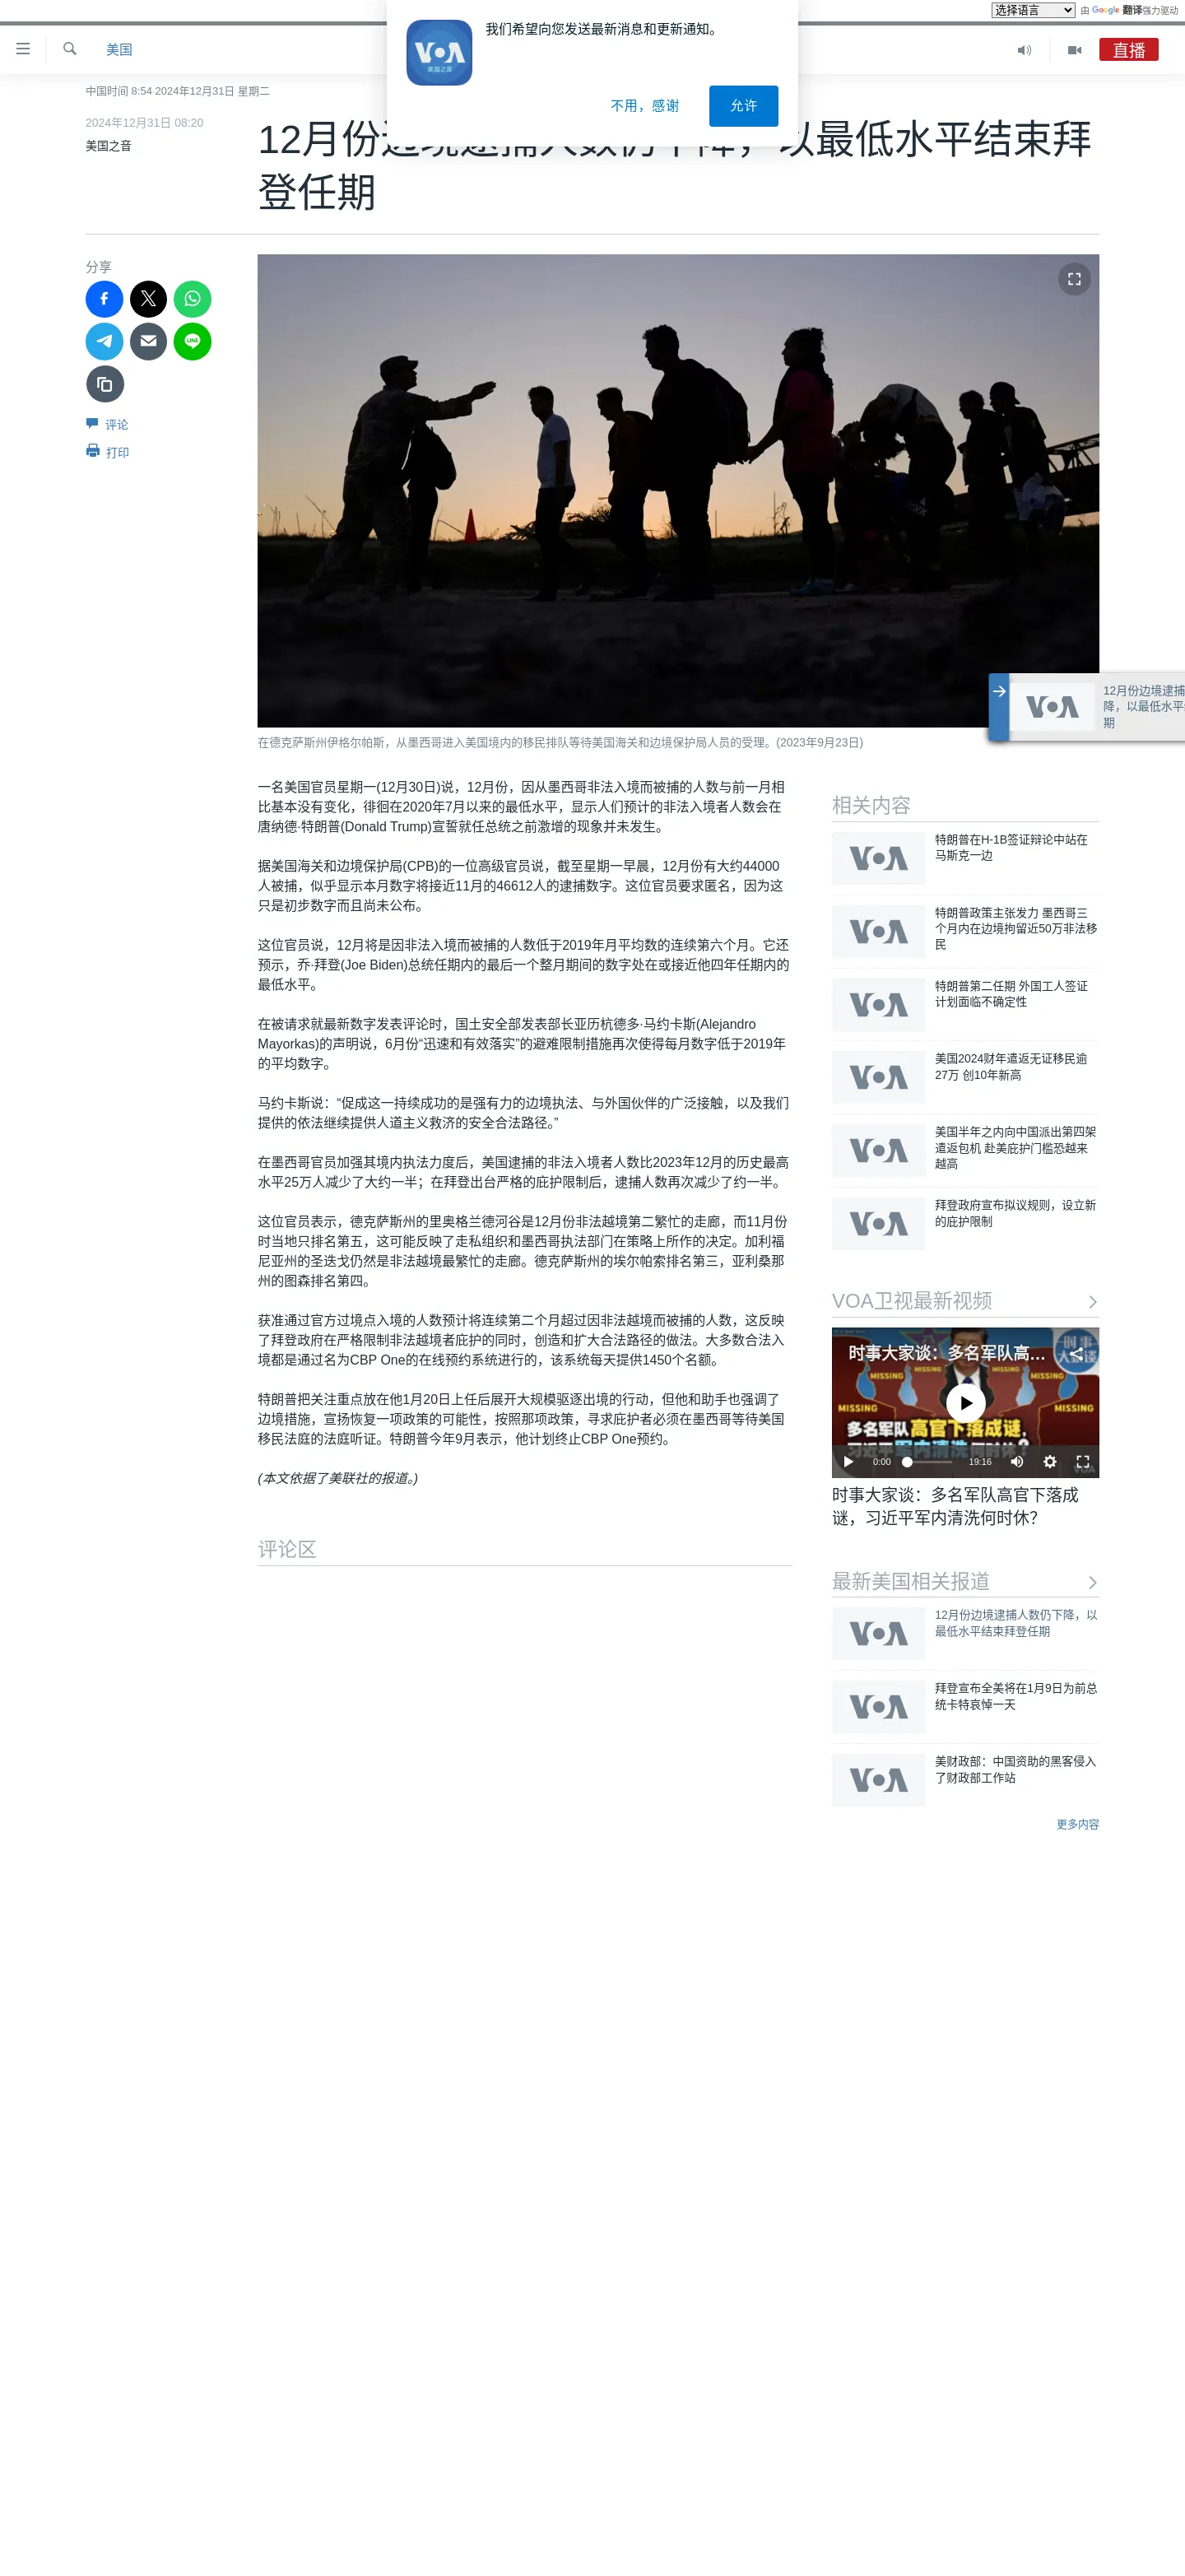 选择语言
由 Google 翻译强力驱动
VOA
美国之音
我们希望向您发送最新消息和更新通知。
不用，感谢
允许
美国
直播
中国时间 8:54 2024年12月31日 星期二
2024年12月31日 08:20
美国之音
12月份边境逮捕人数仍下降，以最低水平结束拜
登任期
分享
评论
打印
在德克萨斯州伊格尔帕斯，从墨西哥进入美国境内的移民排队等待美国海关和边境保护局人员的受理。(2023年9月23日)
VOA
12月份边境逮捕
降，以最低水平
期
一名美国官员星期一(12月30日)说，12月份，因从墨西哥非法入境而被捕的人数与前一月相
比基本没有变化，徘徊在2020年7月以来的最低水平，显示人们预计的非法入境者人数会在
唐纳德·特朗普(Donald Trump)宣誓就任总统之前激增的现象并未发生。
据美国海关和边境保护局(CPB)的一位高级官员说，截至星期一早晨，12月份有大约44000
人被捕，似乎显示本月数字将接近11月的46612人的逮捕数字。这位官员要求匿名，因为这
只是初步数字而且尚未公布。
这位官员说，12月将是因非法入境而被捕的人数低于2019年月平均数的连续第六个月。它还
预示，乔·拜登(Joe Biden)总统任期内的最后一个整月期间的数字处在或接近他四年任期内的
最低水平。
在被请求就最新数字发表评论时，国土安全部发表部长亚历杭德多·马约卡斯(Alejandro
Mayorkas)的声明说，6月份“迅速和有效落实”的避难限制措施再次使得每月数字低于2019年
的平均数字。
马约卡斯说：“促成这一持续成功的是强有力的边境执法、与外国伙伴的广泛接触，以及我们
提供的依法继续提供人道主义救济的安全合法路径。”
在墨西哥官员加强其境内执法力度后，美国逮捕的非法入境者人数比2023年12月的历史最高
水平25万人减少了大约一半；在拜登出台严格的庇护限制后，逮捕人数再次减少了约一半。
这位官员表示，德克萨斯州的里奥格兰德河谷是12月份非法越境第二繁忙的走廊，而11月份
时当地只排名第五，这可能反映了走私组织和墨西哥执法部门在策略上所作的决定。加利福
尼亚州的圣迭戈仍然是非法越境最繁忙的走廊。德克萨斯州的埃尔帕索排名第三，亚利桑那
州的图森排名第四。
获准通过官方过境点入境的人数预计将连续第二个月超过因非法越境而被捕的人数，这反映
了拜登政府在严格限制非法越境者庇护的同时，创造和扩大合法路径的做法。大多数合法入
境都是通过名为CBP One的在线预约系统进行的，该系统每天提供1450个名额。
特朗普把关注重点放在他1月20日上任后展开大规模驱逐出境的行动，但他和助手也强调了
边境措施，宣扬恢复一项政策的可能性，按照那项政策，寻求庇护者必须在墨西哥等待美国
移民法庭的法庭听证。特朗普今年9月表示，他计划终止CBP One预约。
(本文依据了美联社的报道。)
评论区
相关内容
VOA
特朗普在H-1B签证辩论中站在
马斯克一边
VOA
特朗普政策主张发力 墨西哥三
个月内在边境拘留近50万非法移
民
VOA
特朗普第二任期 外国工人签证
计划面临不确定性
VOA
美国2024财年遣返无证移民逾
27万 创10年新高
VOA
美国半年之内向中国派出第四架
遣返包机 赴美庇护门槛恐越来
越高
VOA
拜登政府宣布拟议规则，设立新
的庇护限制
VOA卫视最新视频
时事大家谈：多名军队高…
时事
大家谈
MISSING
MISSING
MISSING
MISSING
多名军队高官下落成谜，
习近平军内清洗何时休？
0:00
19:16
VOA
时事大家谈：多名军队高官下落成
谜，习近平军内清洗何时休？
最新美国相关报道
VOA
12月份边境逮捕人数仍下降，以
最低水平结束拜登任期
VOA
拜登宣布全美将在1月9日为前总
统卡特哀悼一天
VOA
美财政部：中国资助的黑客侵入
了财政部工作站
更多内容